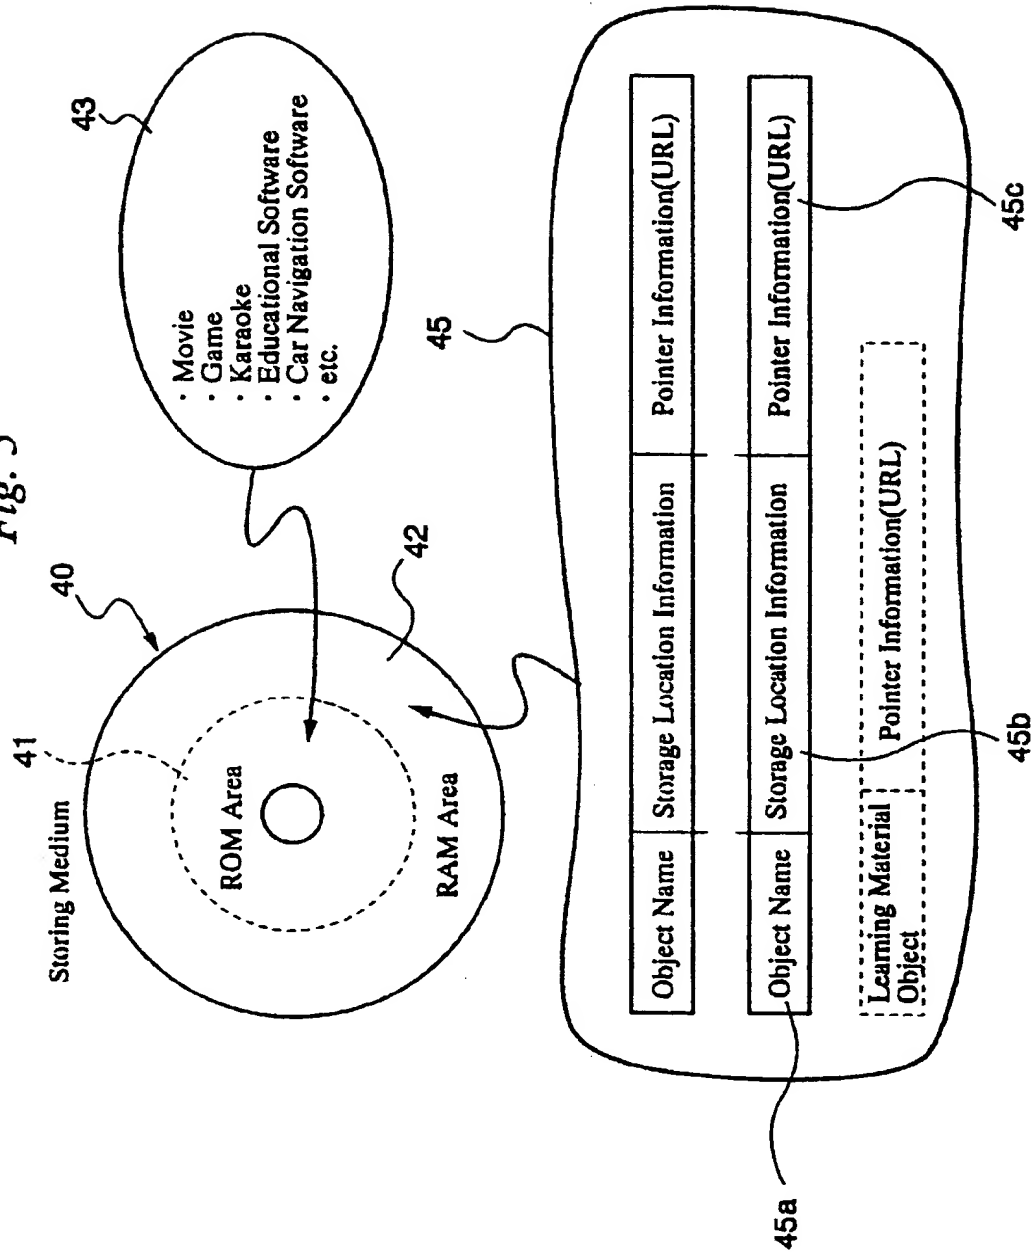 Fig. 3
Storing Medium
40
41
ROM Area
RAM Area
42
43
· Movie
· Game
· Karaoke
· Educational Software
· Car Navigation Software
· etc.
45
Object Name
Storage Location Information
Pointer Information(URL)
Object Name
Storage Location Information
Pointer Information(URL)
Learning Material
Object
Pointer Information(URL)
45a
45b
45c